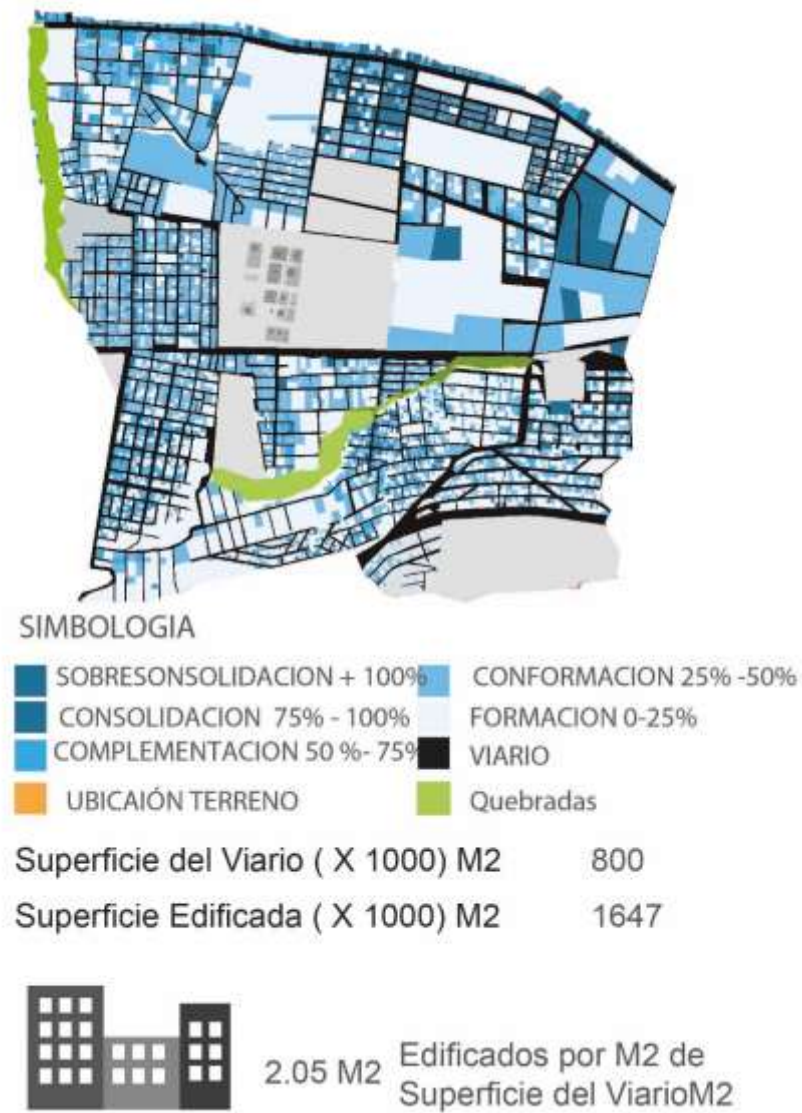 SIMBOLOGIA
SOBRESONSOLIDACION + 100%
CONFORMACION 25% -50%
CONSOLIDACION 75% - 100%
FORMACION 0-25%
COMPLEMENTACION 50 %- 75%
VIARIO
UBICAIÓN TERRENO
Quebradas
Superficie del Viario ( X 1000) M2 800
Superficie Edificada ( X 1000) M2 1647
2.05 M2
Edificados por M2 de
Superficie del ViarioM2